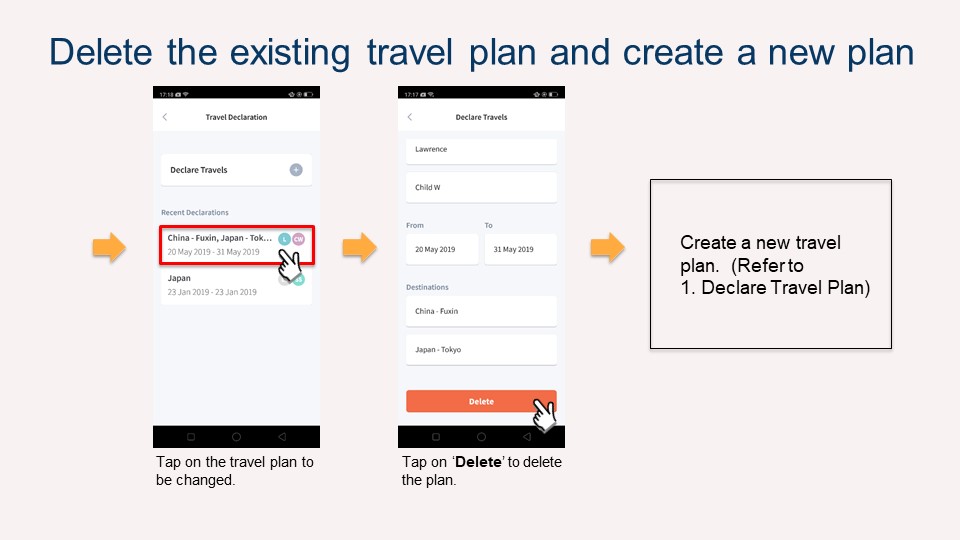 Delete the existing travel plan and create a new plan
17:18
Travel Declaration
Declare Travels
Recent Declarations
China - Fuxin, Japan - Tok...
L CW
20 May 2019 - 31 May 2019
Japan
23 Jan 2019 - 23 Jan 2019
Tap on the travel plan to
be changed.
17:17
Declare Travels
Lawrence
Child W
From To
20 May 2019 31 May 2019
Destinations
China - Fuxin
Japan - Tokyo
Delete
Tap on ‘Delete’ to delete
the plan.
Create a new travel
plan. (Refer to
1. Declare Travel Plan)